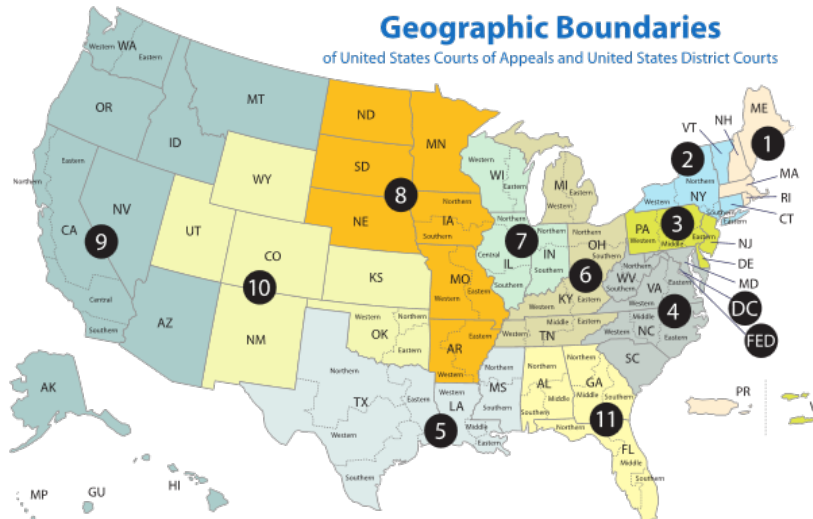 Geographic Boundaries
of United States Courts of Appeals and United States District Courts
WA
Western
Eastern
OR
MT
ID
ND
MN
SD
WY
NE
8
Northern
IA
Southern
Western
WI
Eastern
MI
Eastern
Western
ME
NH
VT
1
2
MA
RI
CT
Northern
NY
Western
Southern
Eastern
3
PA
Western
Middle
Eastern
NJ
DE
MD
DC
FED
Eastern
Northern
NV
CA
9
Central
Southern
UT
CO
10
KS
MO
Western
Eastern
7
Northern
Central
IL
Southern
Northern
IN
Southern
Northern
OH
Southern
6
Northern
WV
Southern
VA
Eastern
Western
4
KY
Western
Eastern
Middle
Western
NC
Eastern
AZ
NM
Western
Northern
OK
Eastern
Eastern
AR
Western
Western
Middle
TN
Eastern
SC
TX
Northern
Eastern
Western
Southern
Western
LA
Middle
Eastern
5
Northern
MS
Southern
Northern
AL
Middle
Southern
Northern
GA
Middle
Southern
11
Northern
FL
Middle
Southern
AK
HI
GU
MP
PR